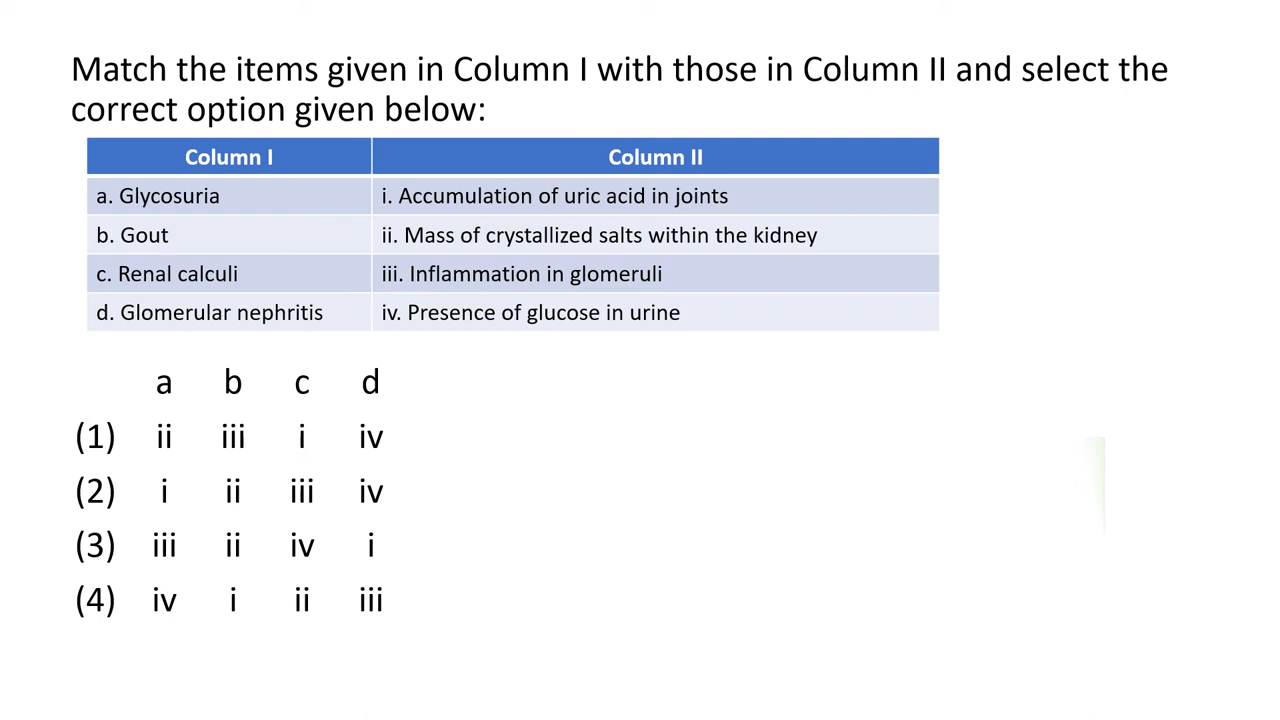 Match the items given in Column I with those in Column II and select the
correct option given below:
Column I Column II
a. Glycosuria i. Accumulation of uric acid in joints
b. Gout ii. Mass of crystallized salts within the kidney
c. Renal calculi iii. Inflammation in glomeruli
d. Glomerular nephritis iv. Presence of glucose in urine
a b c d
(1) ii iii i iv
(2) i ii iii iv
(3) iii ii iv i
(4) iv i ii iii